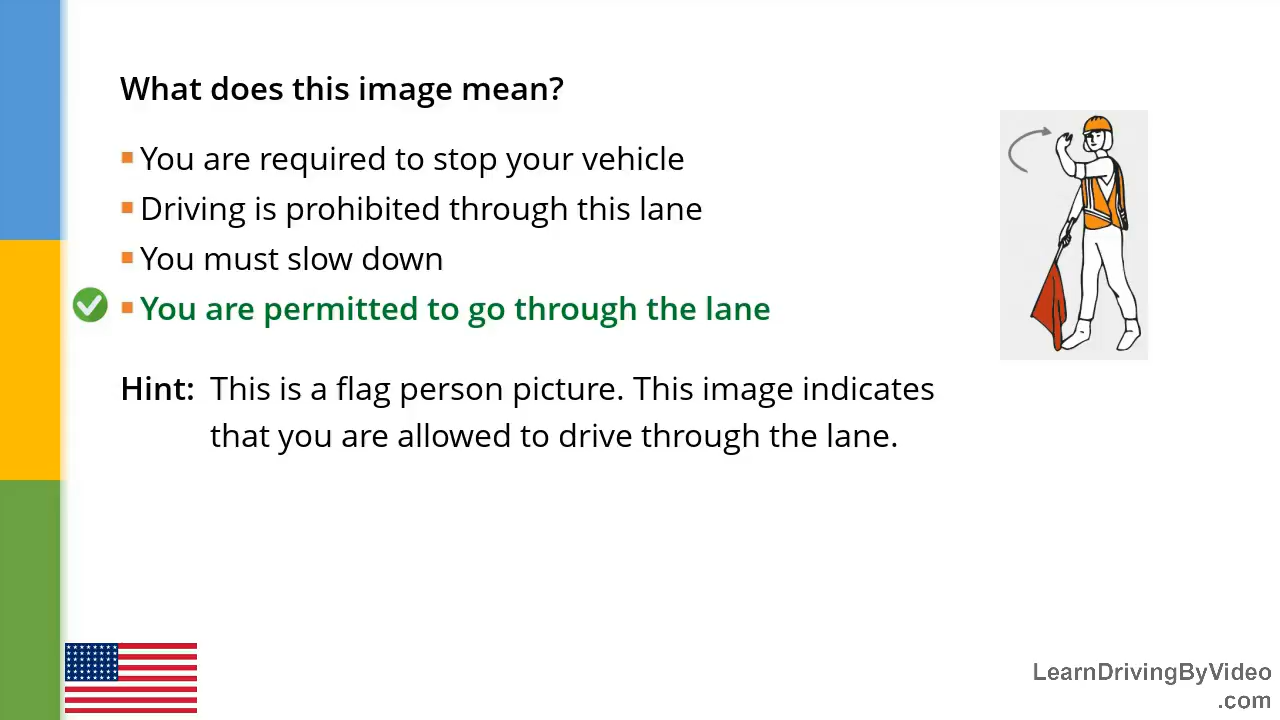 What does this image mean?
You are required to stop your vehicle
Driving is prohibited through this lane
You must slow down
You are permitted to go through the lane
Hint: This is a flag person picture. This image indicates
that you are allowed to drive through the lane.
LearnDrivingByVideo
.com